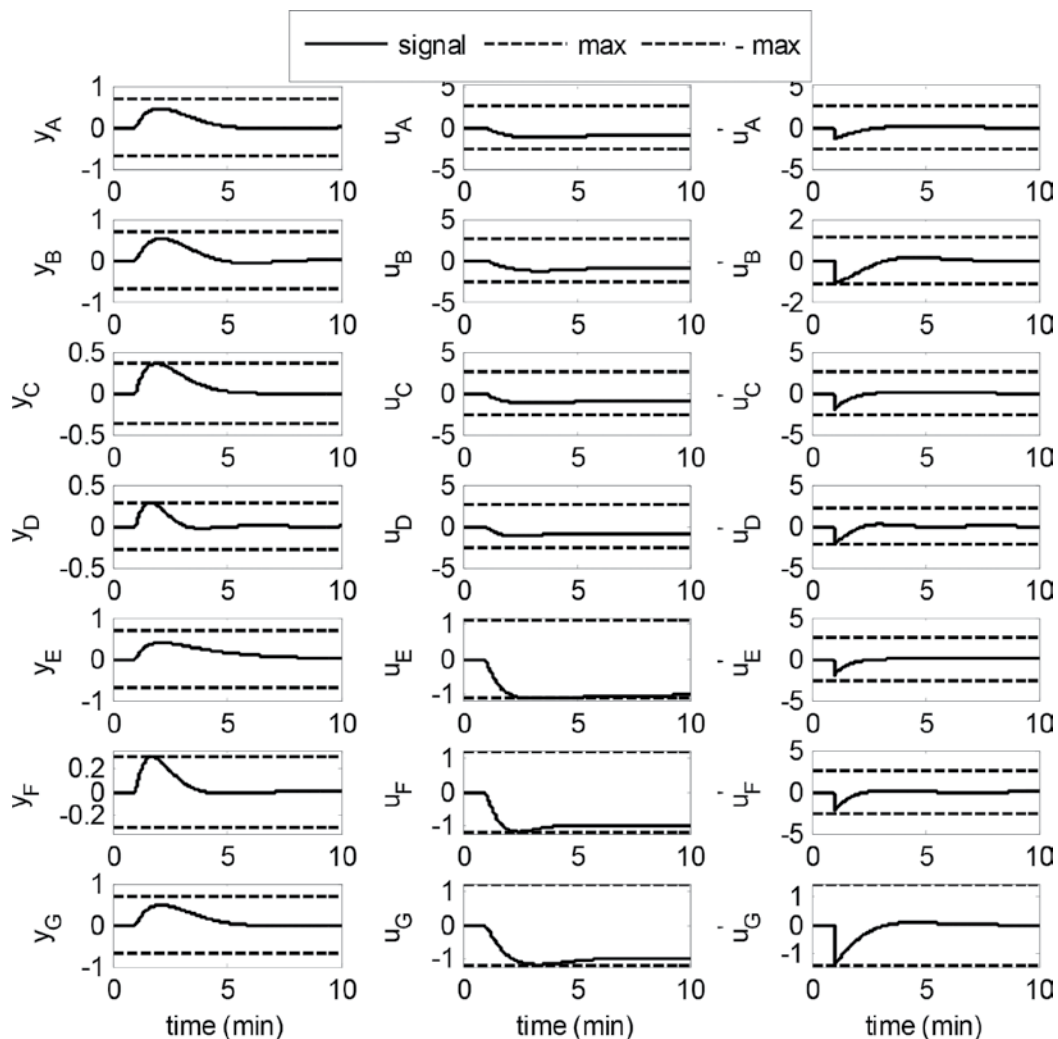 signal max - max
y_A 1 0 -1 0 5 10
u_A 5 0 -5 0 5 10
- u_A 5 0 -5 0 5 10
y_B 1 0 -1 0 5 10
u_B 5 0 -5 0 5 10
- u_B 2 0 -2 0 5 10
y_C 0.5 0 -0.5 0 5 10
u_C 5 0 -5 0 5 10
- u_C 5 0 -5 0 5 10
y_D 0.5 0 -0.5 0 5 10
u_D 5 0 -5 0 5 10
- u_D 5 0 -5 0 5 10
y_E 1 0 -1 0 5 10
u_E 1 0 -1 0 5 10
- u_E 5 0 -5 0 5 10
y_F 0.2 0 -0.2 0 5 10
u_F 1 0 -1 0 5 10
- u_F 5 0 -5 0 5 10
y_G 1 0 -1 0 5 10
u_G 1 0 -1 0 5 10
- u_G 1 0 -1 0 5 10
time (min) time (min) time (min)